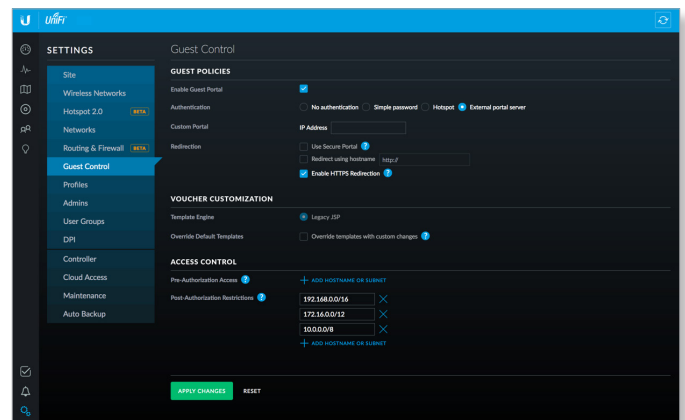 UniFi
SETTINGS
Site
Wireless Networks
Hotspot 2.0 BETA
Networks
Routing & Firewall BETA
Guest Control
Profiles
Admins
User Groups
DPI
Controller
Cloud Access
Maintenance
Auto Backup
Guest Control
GUEST POLICIES
Enable Guest Portal
Authentication No authentication Simple password Hotspot External portal server
Custom Portal IP Address
Redirection Use Secure Portal ?
Redirect using hostname http://
Enable HTTPS Redirection ?
VOUCHER CUSTOMIZATION
Template Engine Legacy JSP
Override Default Templates Override templates with custom changes ?
ACCESS CONTROL
Pre-Authorization Access ? ADD HOSTNAME OR SUBNET
Post-Authorization Restrictions ? 192.168.0.0/16
172.16.0.0/12
10.0.0.0/8
ADD HOSTNAME OR SUBNET
APPLY CHANGES RESET